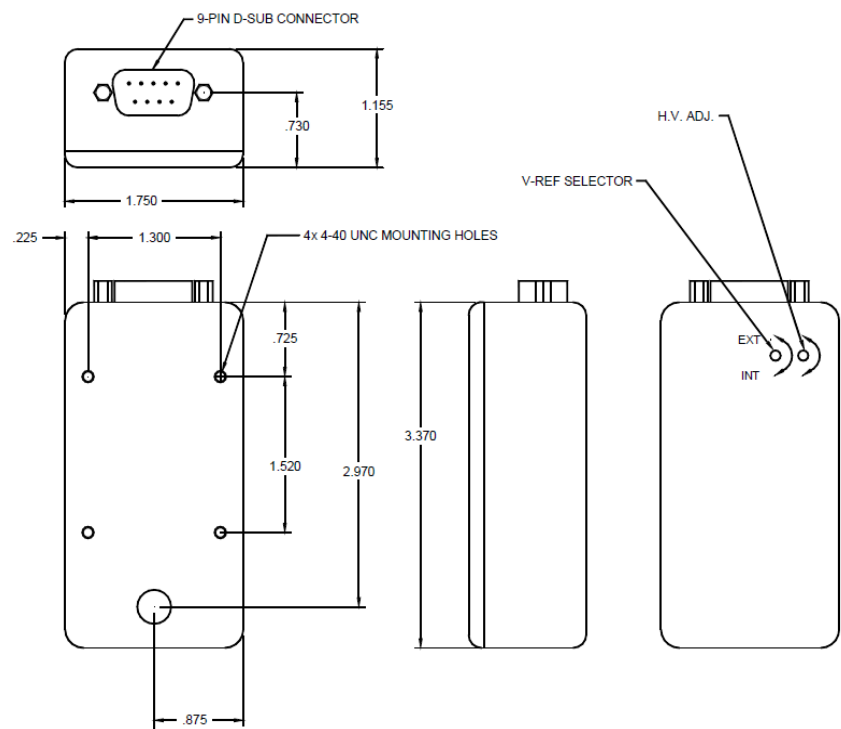 9-PIN D-SUB CONNECTOR
1.155
.730
H.V. ADJ.
V-REF SELECTOR
1.750
.225
1.300
4x 4-40 UNC MOUNTING HOLES
.725
EXT
INT
3.370
1.520
2.970
.875